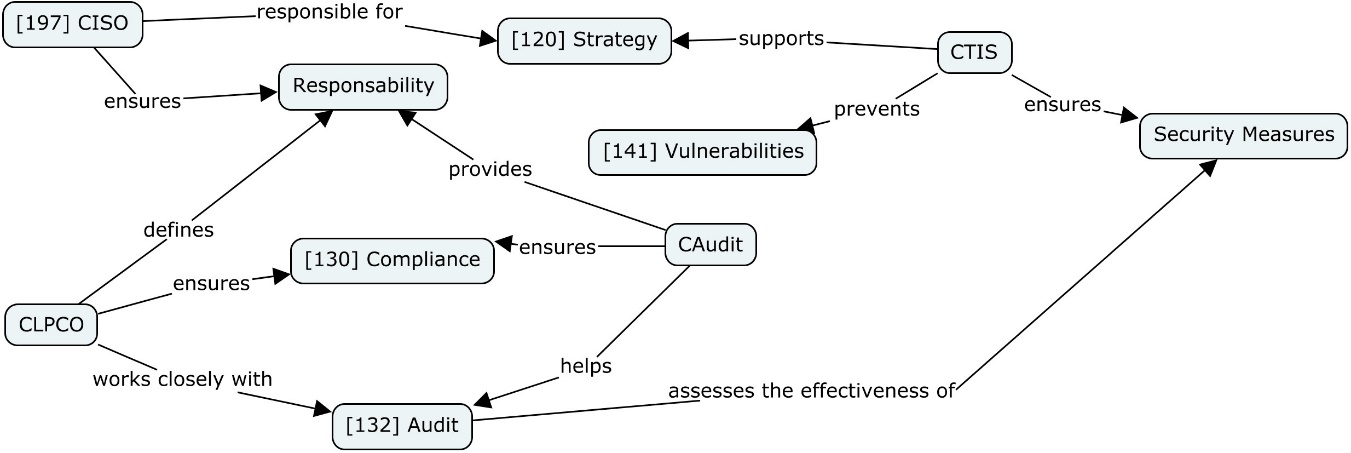 responsible for
[197] CISO
[120] Strategy
supports
CTIS
Responsability
ensures
prevents
ensures
Security Measures
[141] Vulnerabilities
provides
defines
CAudit
ensures
[130] Compliance
ensures
CLPCO
helps
works closely with
assesses the effectiveness of
[132] Audit